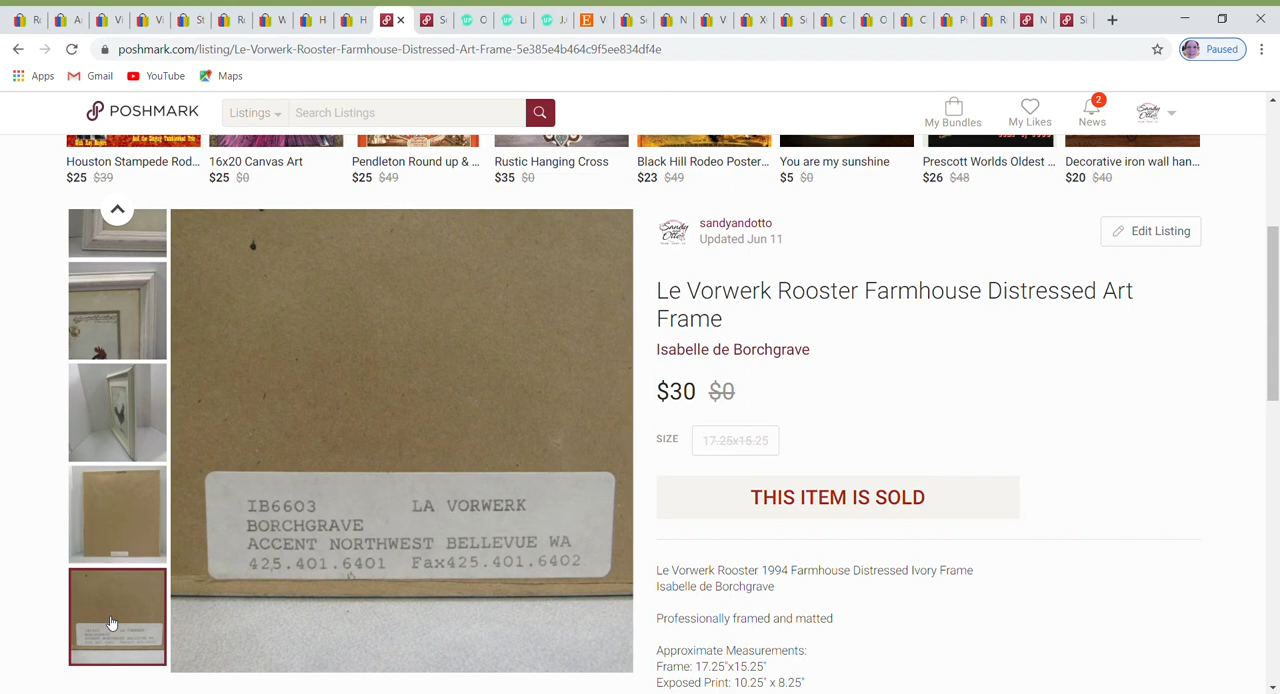 R
A
Vi
Vi
St
R
W
H
H
S
O
Li
J.
V
S
N
V
X
S
C
O
C
P
R
N
Si
poshmark.com/listing/Le-Vorwerk-Rooster-Farmhouse-Distressed-Art-Frame-5e385e4b464c9f5ee834df4e
Paused
Apps Gmail YouTube Maps
POSHMARK
Listings
Search Listings
My Bundles
My Likes
2
News
Houston Stampede Rod...
$25 $39
16x20 Canvas Art
$25 $0
Pendleton Round up & ...
$25 $49
Rustic Hanging Cross
$35 $0
Black Hill Rodeo Poster...
$23 $49
You are my sunshine
$5 $0
Prescott Worlds Oldest ...
$26 $48
Decorative iron wall han...
$20 $40
IB6603 LA VORWERK
BORCHGRAVE
ACCENT NORTHWEST BELLEVUE WA
425.401.6401 Fax425.401.6402
Sandy
Otto
sandyandotto
Updated Jun 11
Edit Listing
Le Vorwerk Rooster Farmhouse Distressed Art
Frame
Isabelle de Borchgrave
$30 $0
SIZE
17.25x15.25
THIS ITEM IS SOLD
Le Vorwerk Rooster 1994 Farmhouse Distressed Ivory Frame
Isabelle de Borchgrave
Professionally framed and matted
Approximate Measurements:
Frame: 17.25"x15.25"
Exposed Print: 10.25" x 8.25"